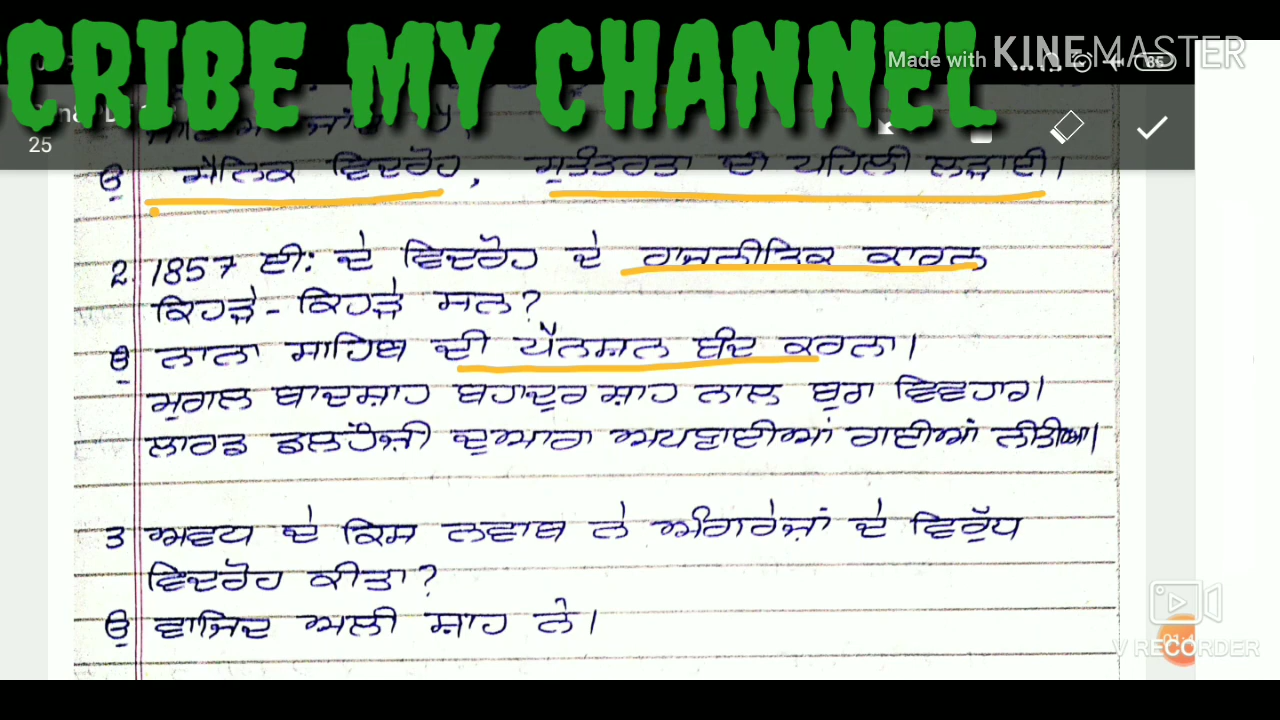 CRIBE MY CHANNEL
Made with KINEMASTER
25
ਉ ਸੈਨਿਕ ਵਿਦਰੋਹ, ਸੁਤੰਤਰਤਾ ਦੀ ਪਹਿਲੀ ਲੜਾਈ।
2 1857 ਈ: ਦੇ ਵਿਦਰੋਹ ਦੇ ਰਾਜਨੀਤਿਕ ਕਾਰਨ
ਕਿਹੜੇ - ਕਿਹੜੇ ਸਨ?
ਉ ਨਾਨਾ ਸਾਹਿਬ ਦੀ ਪੈਨਸ਼ਨ ਬੰਦ ਕਰਨਾ।
ਮੁਗਲ ਬਾਦਸ਼ਾਹ ਬਹਾਦੁਰ ਸ਼ਾਹ ਨਾਲ ਬੁਰਾ ਵਿਵਹਾਰ।
ਲਾਰਡ ਡਲਹੌਜ਼ੀ ਦੁਆਰਾ ਅਪਣਾਈਆਂ ਗਈਆਂ ਨੀਤੀਆ।
3 ਅਵਧ ਦੇ ਕਿਸ ਨਵਾਬ ਨੇ ਅੰਗਰੇਜ਼ਾਂ ਦੇ ਵਿਰੁੱਧ
ਵਿਦਰੋਹ ਕੀਤਾ?
ਉ ਵਾਜਿਦ ਅਲੀ ਸ਼ਾਹ ਨੇ।
V RECORDER